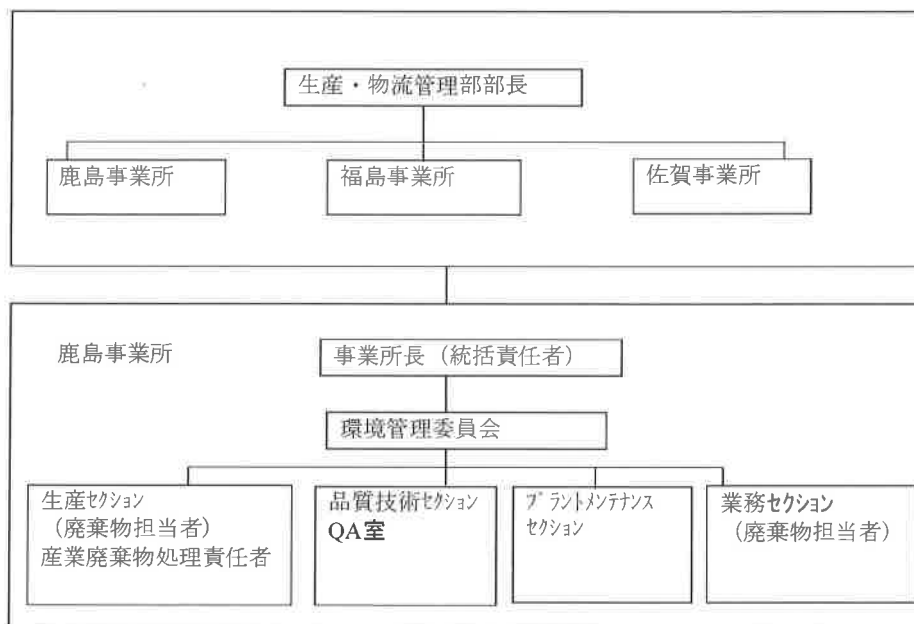 生産・物流管理部部長
鹿島事業所
福島事業所
佐賀事業所
鹿島事業所
事業所長（統括責任者）
環境管理委員会
生産ｾｸｼｮﾝ
（廃棄物担当者）
産業廃棄物処理責任者
品質技術ｾｸｼｮﾝ
QA室
ﾌﾟﾗﾝﾄﾒﾝﾃﾅﾝｽ
ｾｸｼｮﾝ
業務ｾｸｼｮﾝ
（廃棄物担当者）